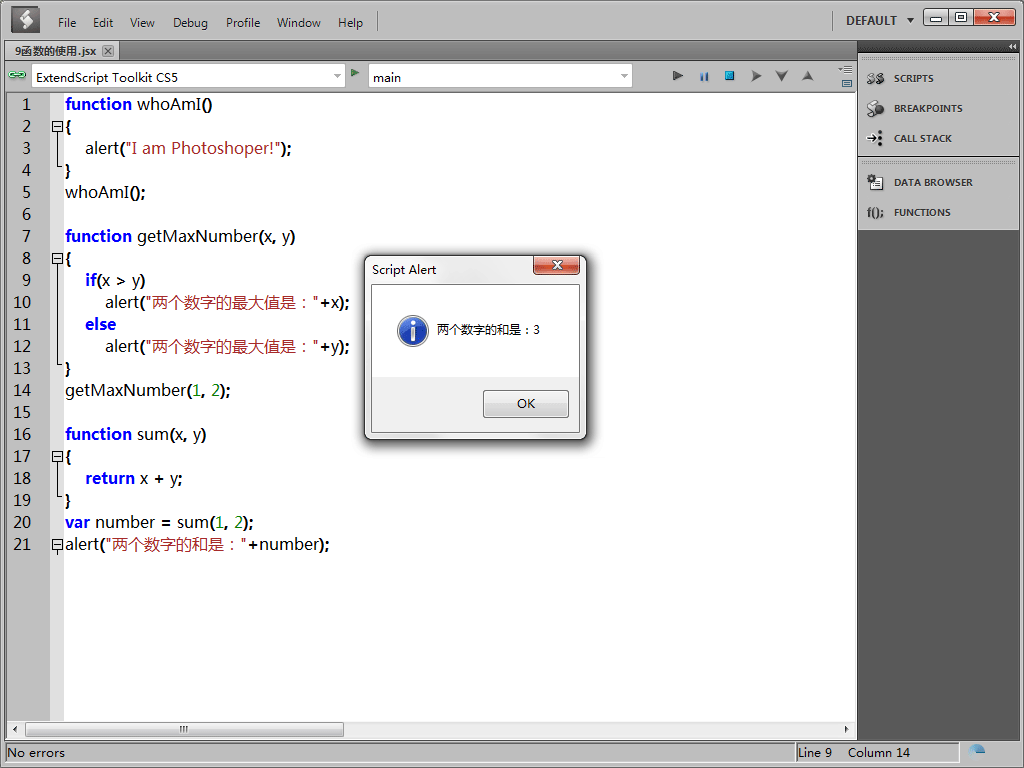 File Edit View Debug Profile Window Help DEFAULT
9函数的使用.jsx
ExtendScript Toolkit CS5 main
1 function whoAmI()
2 {
3 alert("I am Photoshoper!");
4 }
5 whoAmI();
6
7 function getMaxNumber(x, y)
8 {
9 if(x > y)
10 alert("两个数字的最大值是："+x);
11 else
12 alert("两个数字的最大值是："+y);
13 }
14 getMaxNumber(1, 2);
15
16 function sum(x, y)
17 {
18 return x + y;
19 }
20 var number = sum(1, 2);
21 alert("两个数字的和是："+number);
Script Alert
两个数字的和是：3
OK
SCRIPTS
BREAKPOINTS
CALL STACK
DATA BROWSER
f(); FUNCTIONS
No errors Line 9 Column 14